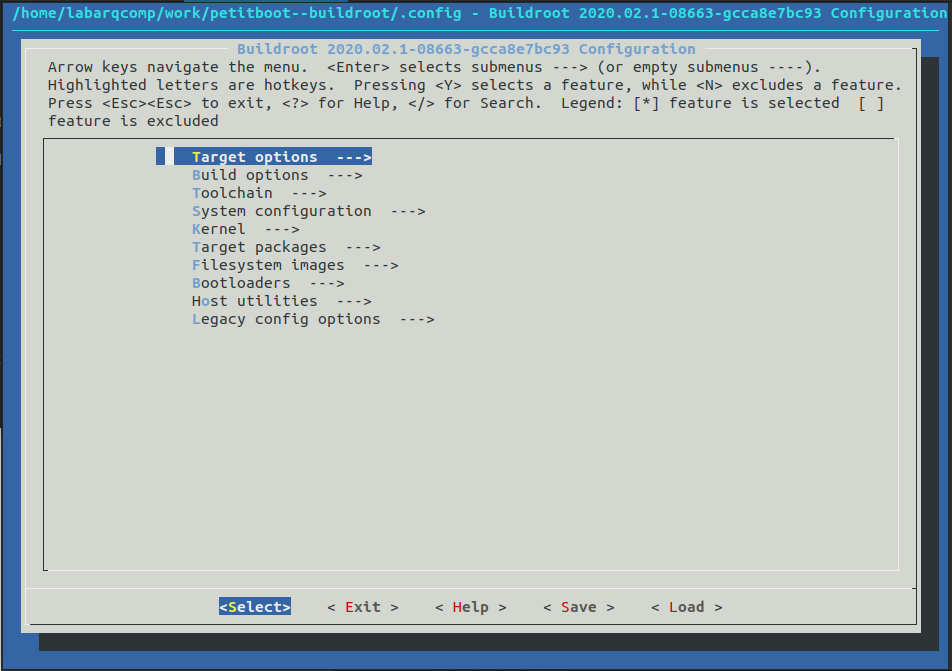 /home/labarqcomp/work/petitboot--buildroot/.config - Buildroot 2020.02.1-08663-gcca8e7bc93 Configuration
Buildroot 2020.02.1-08663-gcca8e7bc93 Configuration
Arrow keys navigate the menu.  <Enter> selects submenus ---> (or empty submenus ----).
Highlighted letters are hotkeys.  Pressing <Y> selects a feature, while <N> excludes a feature.
Press <Esc><Esc> to exit, <?> for Help, </> for Search.  Legend: [*] feature is selected  [ ]
feature is excluded
Target options  --->
Build options  --->
Toolchain  --->
System configuration  --->
Kernel  --->
Target packages  --->
Filesystem images  --->
Bootloaders  --->
Host utilities  --->
Legacy config options  --->
<Select>    < Exit >    < Help >    < Save >    < Load >